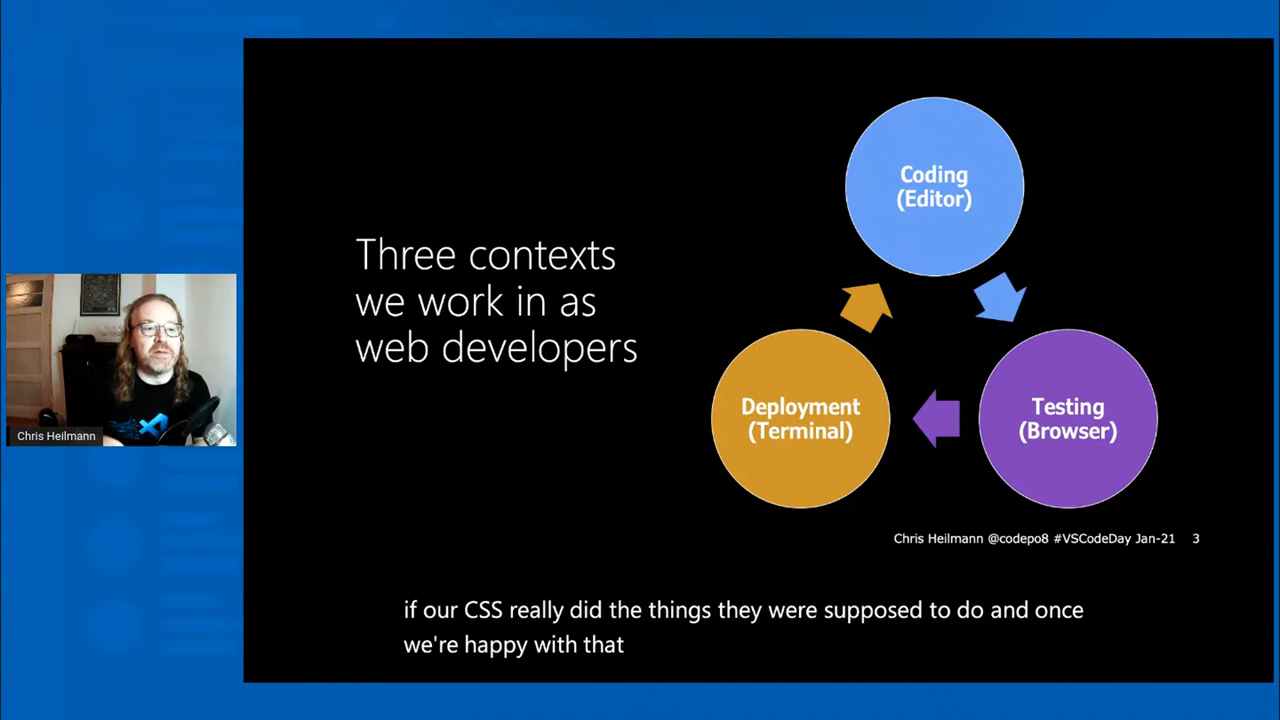 Three contexts
we work in as
web developers
Coding
(Editor)
Testing
(Browser)
Deployment
(Terminal)
Chris Heilmann
Chris Heilmann @codepo8 #VSCodeDay Jan-21 3
if our CSS really did the things they were supposed to do and once
we're happy with that